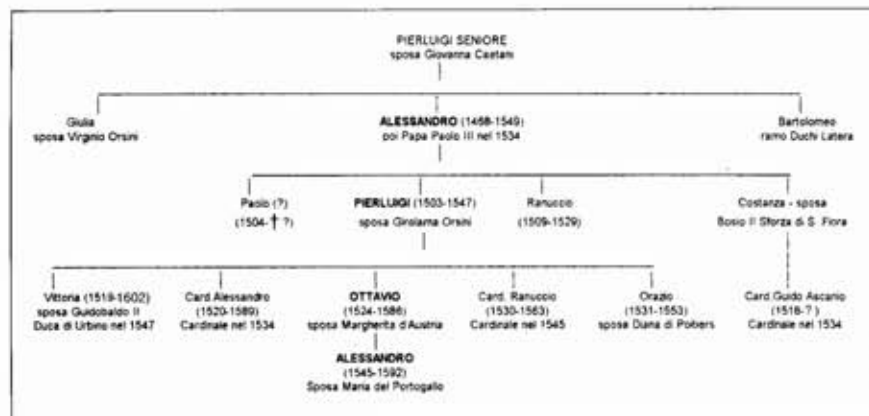 PIERLUIGI SENIORE
sposa Giovanna Caetani
Giulia
sposa Virginio Orsini
ALESSANDRO (1468-1549)
poi Papa Paolo III nel 1534
Bartolomeo
ramo Duchi Latera
Paolo (?)
(1504-† ?)
PIERLUIGI (1503-1547)
sposa Girolama Orsini
Ranuccio
(1509-1529)
Costanza - sposa
Bosio II Sforza di S. Fiora
Vittoria (1519-1602)
sposa Guidobaldo II
Duca di Urbino nel 1547
Card.Alessandro
(1520-1589)
Cardinale nel 1534
OTTAVIO
(1524-1586)
sposa Margherita d'Austria
Card. Ranuccio
(1530-1563)
Cardinale nel 1545
Orazio
(1531-1553)
sposa Diana di Poitiers
Card.Guido Ascanio
(1518-? )
Cardinale nel 1534
ALESSANDRO
(1545-1592)
Sposa Maria del Portogallo